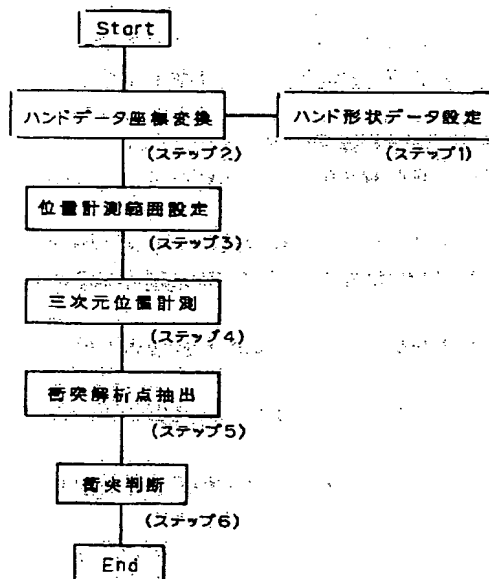 Start
ハンドデータ座標変換
ハンド形状データ設定
(ステップ2)
(ステップ1)
位置計測範囲設定
(ステップ3)
三次元位置計測
(ステップ4)
衝突解析点抽出
(ステップ5)
衝突判断
(ステップ6)
End